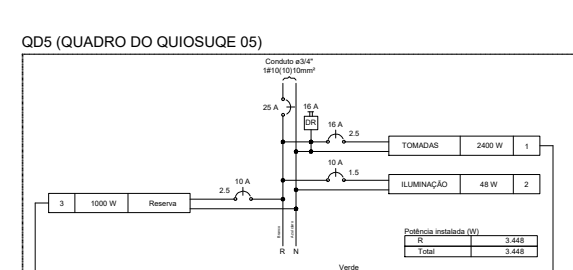 QD5 (QUADRO DO QUIOSUQE 05)
Conduto ø3/4"
1#10(10)10mm²
25 A
16 A
DR
16 A
2.5
TOMADAS 2400 W 1
10 A
1.5
ILUMINAÇÃO 48 W 2
10 A
2.5
3 1000 W Reserva
R N
Potência instalada (W)
R 3.448
Total 3.448
Verde